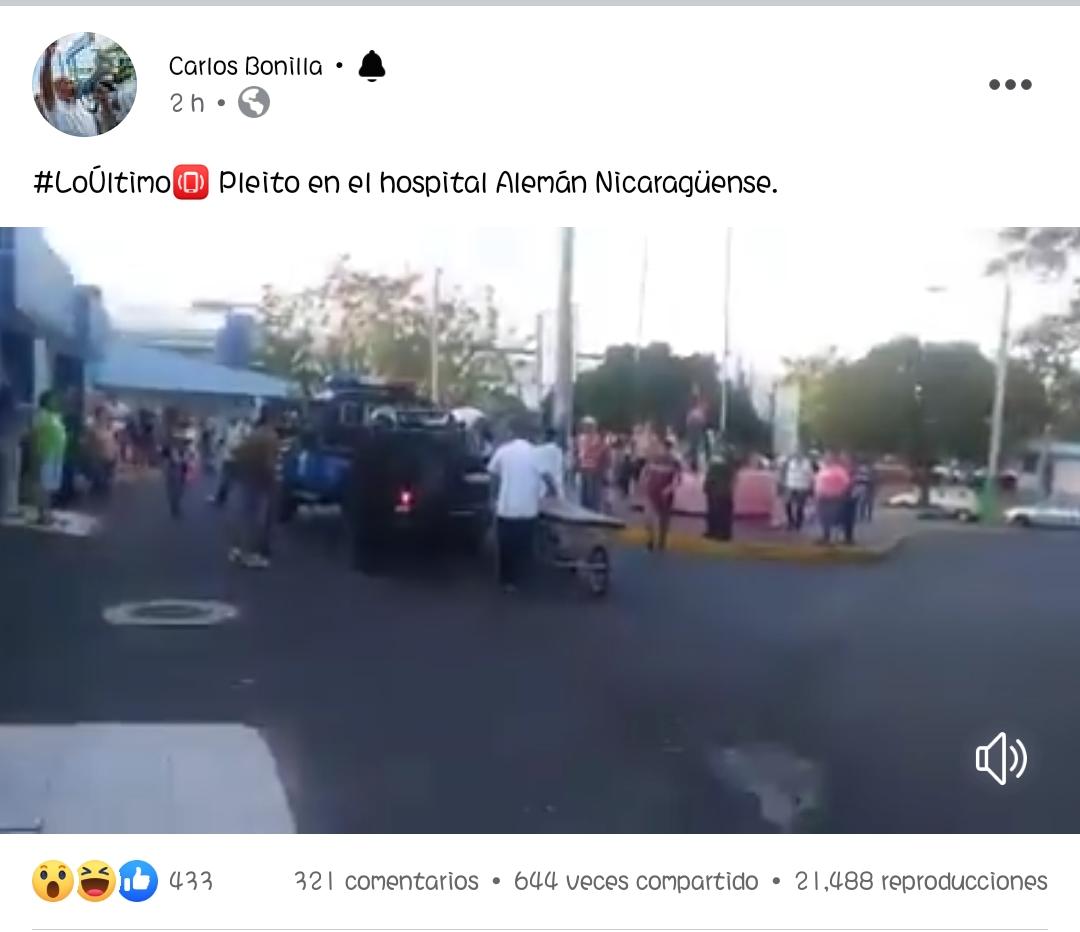 Carlos Bonilla •
2 h •
#LoÚltimo📳 Pleito en el hospital Alemán Nicaragüense.
433 321 comentarios • 644 veces compartido • 21,488 reproducciones